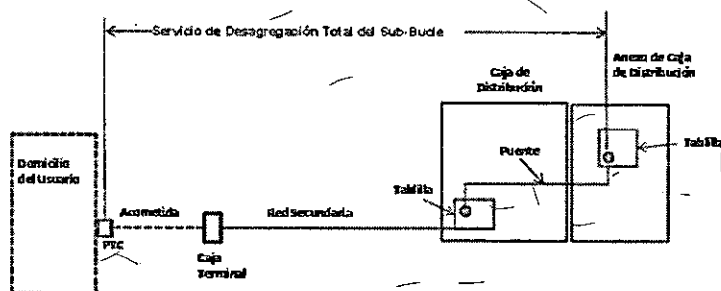 Servicio de Desagregación Total del Sub-Bucle
Anexo de Caja
de Distribución
Caja de
Distribución
Domicilio
del Usuario
Tablilla
Puente
Tablilla
Acometida
Red Secundaria
PTC
Caja
Terminal